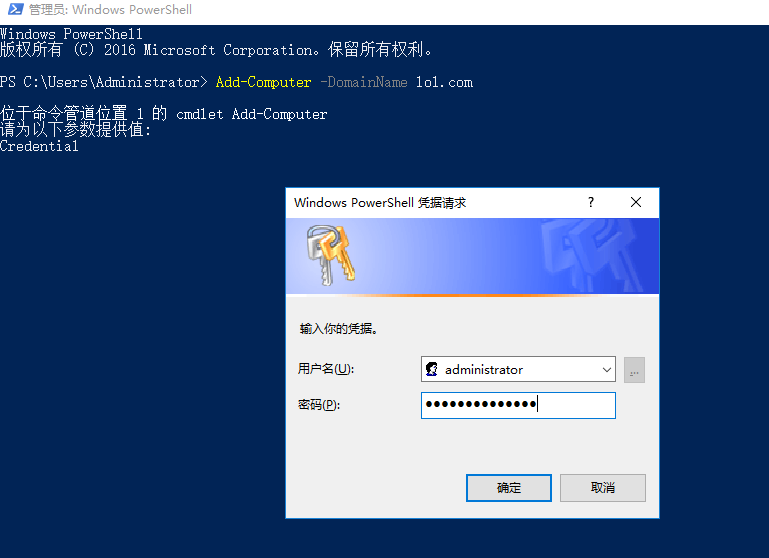 管理员: Windows PowerShell
Windows PowerShell
版权所有 (C) 2016 Microsoft Corporation。保留所有权利。
PS C:\Users\Administrator> Add-Computer -DomainName lol.com
位于命令管道位置 1 的 cmdlet Add-Computer
请为以下参数提供值:
Credential
Windows PowerShell 凭据请求
?
输入你的凭据。
用户名(U):
administrator
...
密码(P):
●●●●●●●●●●●●●●
确定
取消